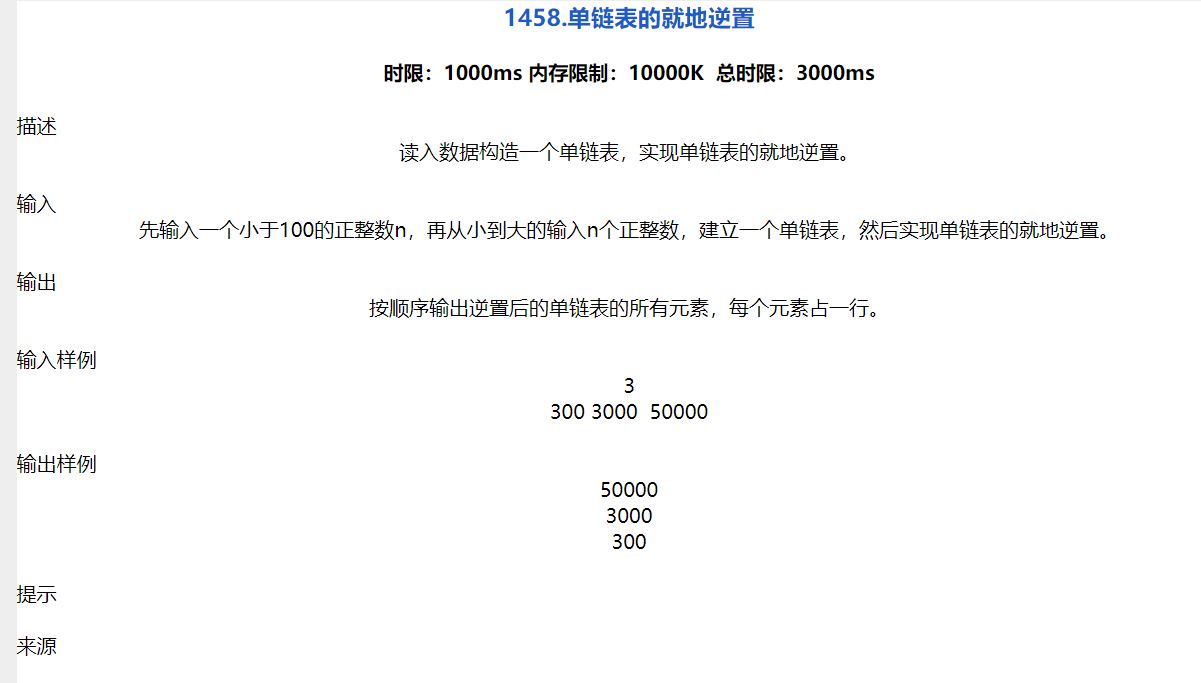 1458.单链表的就地逆置
时限：1000ms 内存限制：10000K  总时限：3000ms
描述
读入数据构造一个单链表，实现单链表的就地逆置。
输入
先输入一个小于100的正整数n，再从小到大的输入n个正整数，建立一个单链表，然后实现单链表的就地逆置。
输出
按顺序输出逆置后的单链表的所有元素，每个元素占一行。
输入样例
3
300 3000  50000
输出样例
50000
3000
300
提示
来源